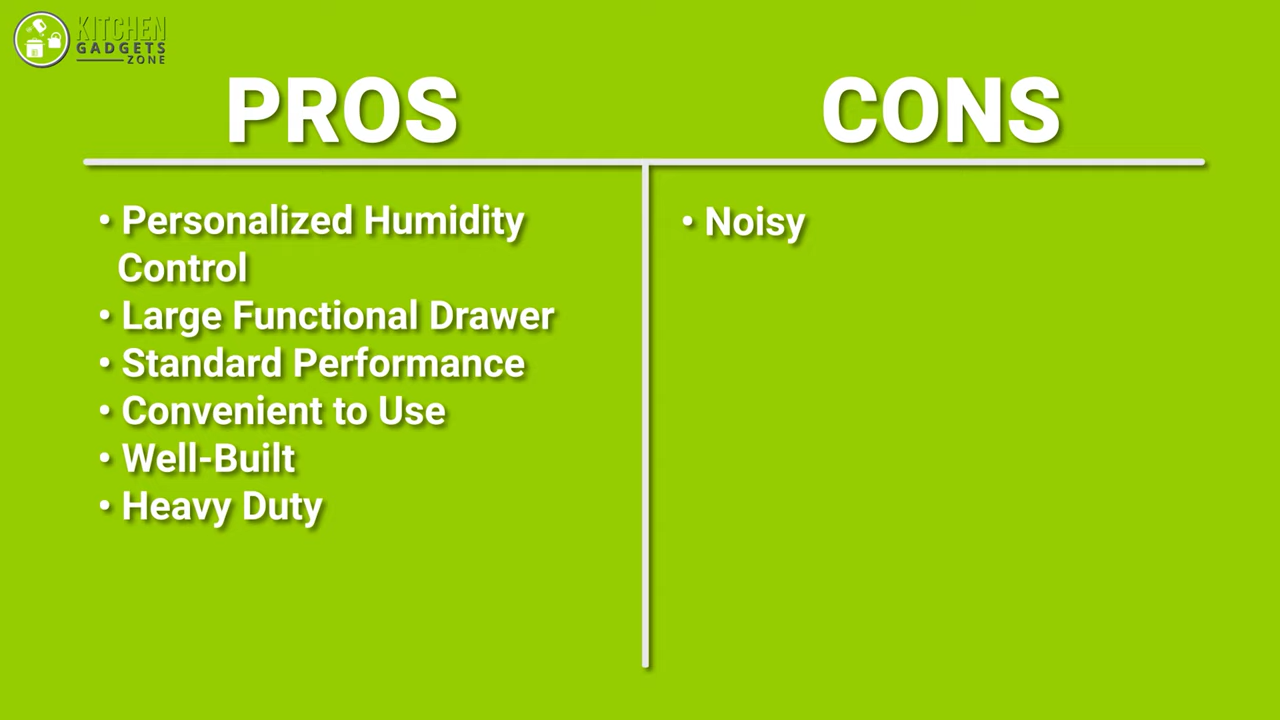 KITCHEN
GADGETS
ZONE
PROS
CONS
• Personalized Humidity
Control
• Large Functional Drawer
• Standard Performance
• Convenient to Use
• Well-Built
• Heavy Duty
• Noisy